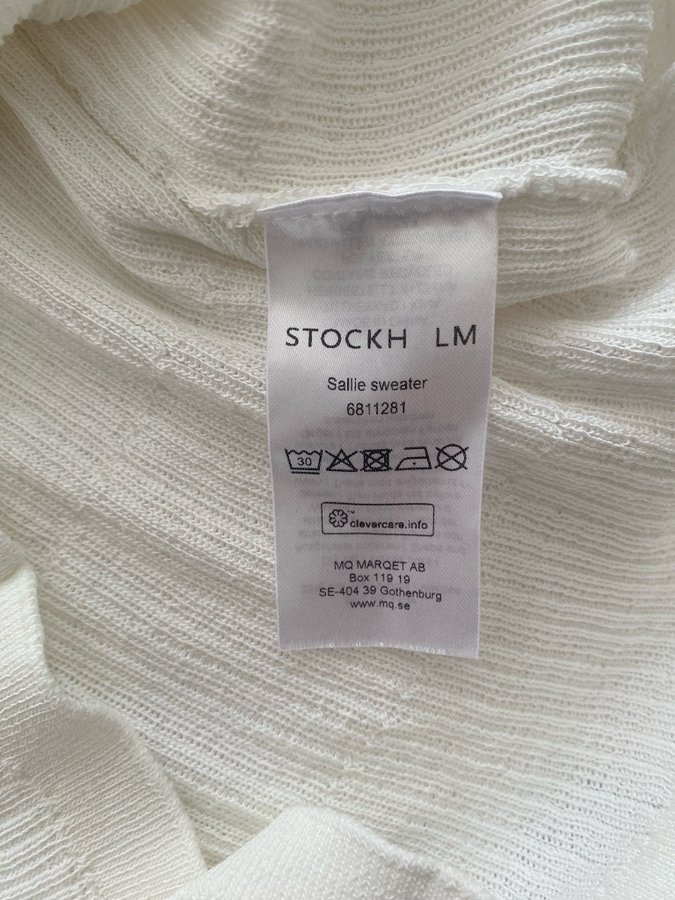 STOCKH LM
Sallie sweater
6811281
30
™
clevercare.info
MQ MARQET AB
Box 119 19
SE-404 39 Gothenburg
www.mq.se